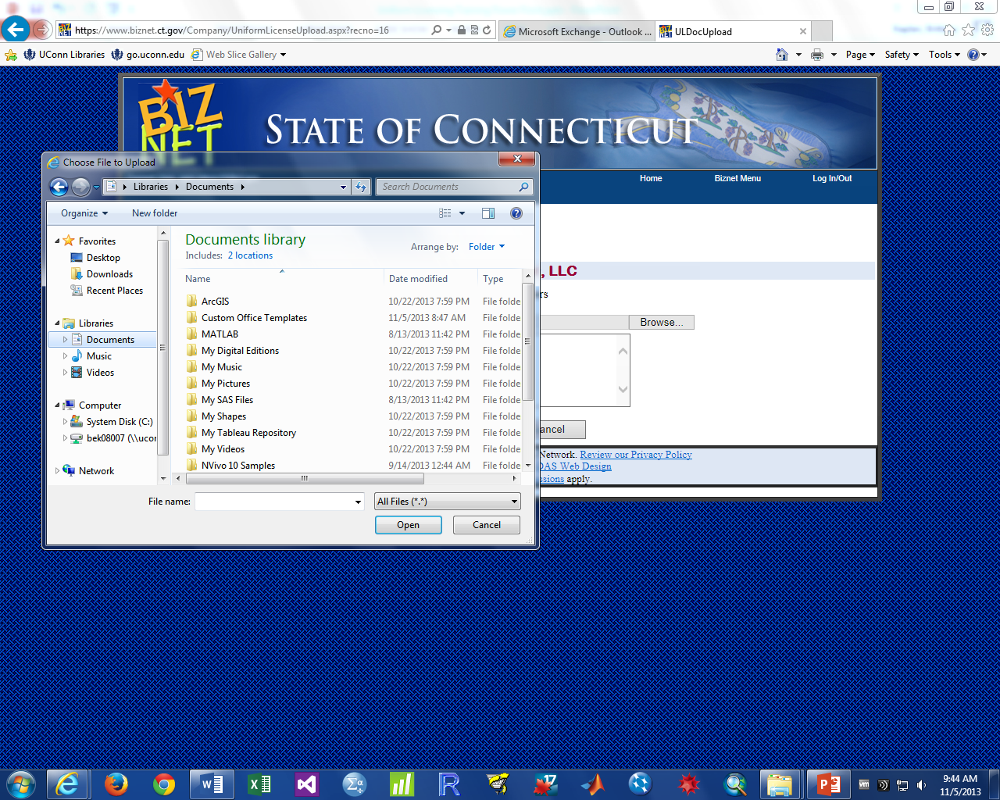 https://www.biznet.ct.gov/Company/UniformLicenseUpload.aspx?recno=16
Microsoft Exchange - Outlook ...
ULDocUpload
UConn Libraries
go.uconn.edu
Web Slice Gallery
Page
Safety
Tools
BIZ
NET
STATE OF CONNECTICUT
Home
Biznet Menu
Log In/Out
Choose File to Upload
Libraries
Documents
Search Documents
Organize
New folder
Favorites
Desktop
Downloads
Recent Places
Libraries
Documents
Music
Videos
Computer
System Disk (C:)
bek08007 (\\ucor
Network
Documents library
Includes: 2 locations
Arrange by: Folder
Name Date modified Type
ArcGIS 10/22/2013 7:59 PM File folde
Custom Office Templates 11/5/2013 8:47 AM File folde
MATLAB 8/13/2013 11:42 PM File folde
My Digital Editions 10/22/2013 7:59 PM File folde
My Music 10/22/2013 7:59 PM File folde
My Pictures 10/22/2013 7:59 PM File folde
My SAS Files 8/13/2013 11:42 PM File folde
My Shapes 10/22/2013 7:59 PM File folde
My Tableau Repository 10/22/2013 7:59 PM File folde
My Videos 10/22/2013 7:59 PM File folde
NVivo 10 Samples 9/14/2013 12:44 AM File folde
File name:
All Files (*.*)
Open
Cancel
, LLC
rs
Browse...
ancel
Network. Review our Privacy Policy
DAS Web Design
ssions apply.
9:44 AM
11/5/2013